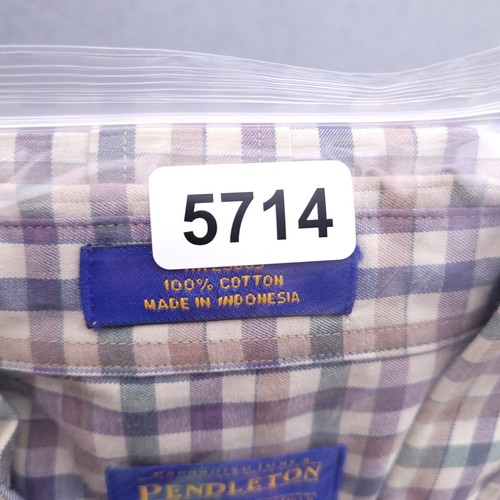 5714
100% COTTON
MADE IN INDONESIA
PENDLETON